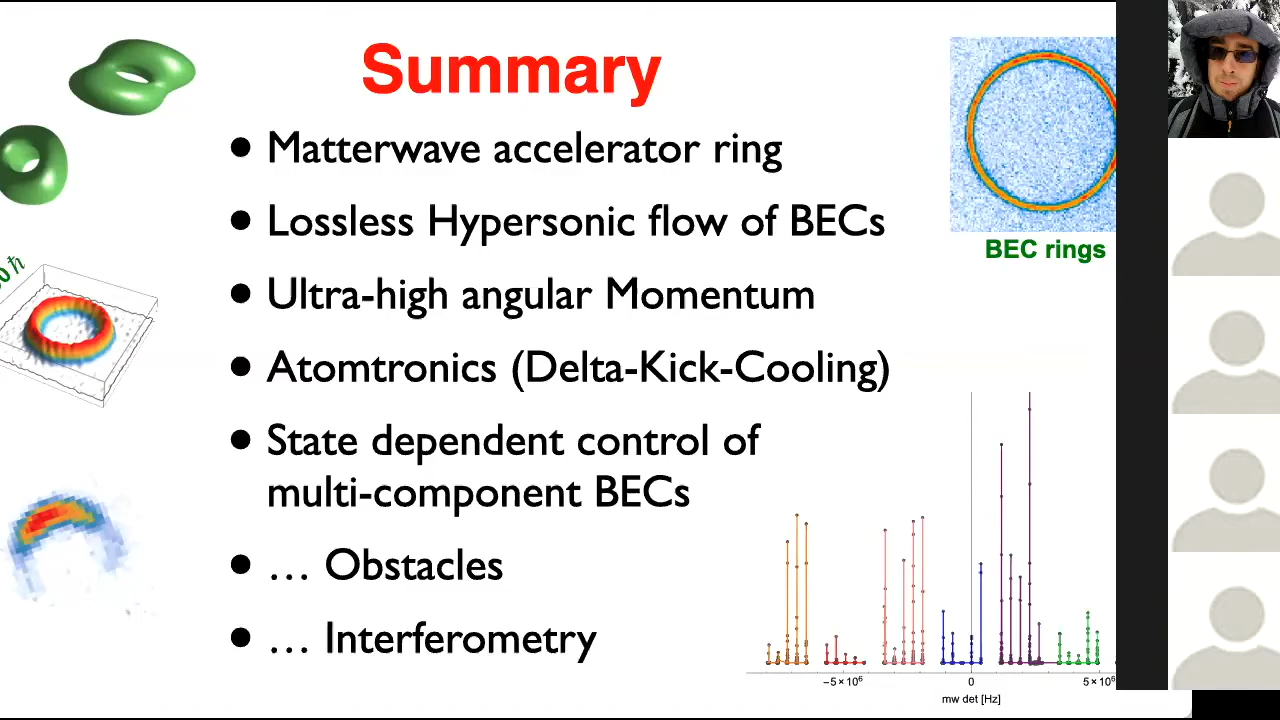 Summary
• Matterwave accelerator ring
• Lossless Hypersonic flow of BECs
• Ultra-high angular Momentum
• Atomtronics (Delta-Kick-Cooling)
• State dependent control of
multi-component BECs
• … Obstacles
• … Interferometry
BEC rings
0ℏ
−5×10⁶
0
5×10⁶
mw det [Hz]